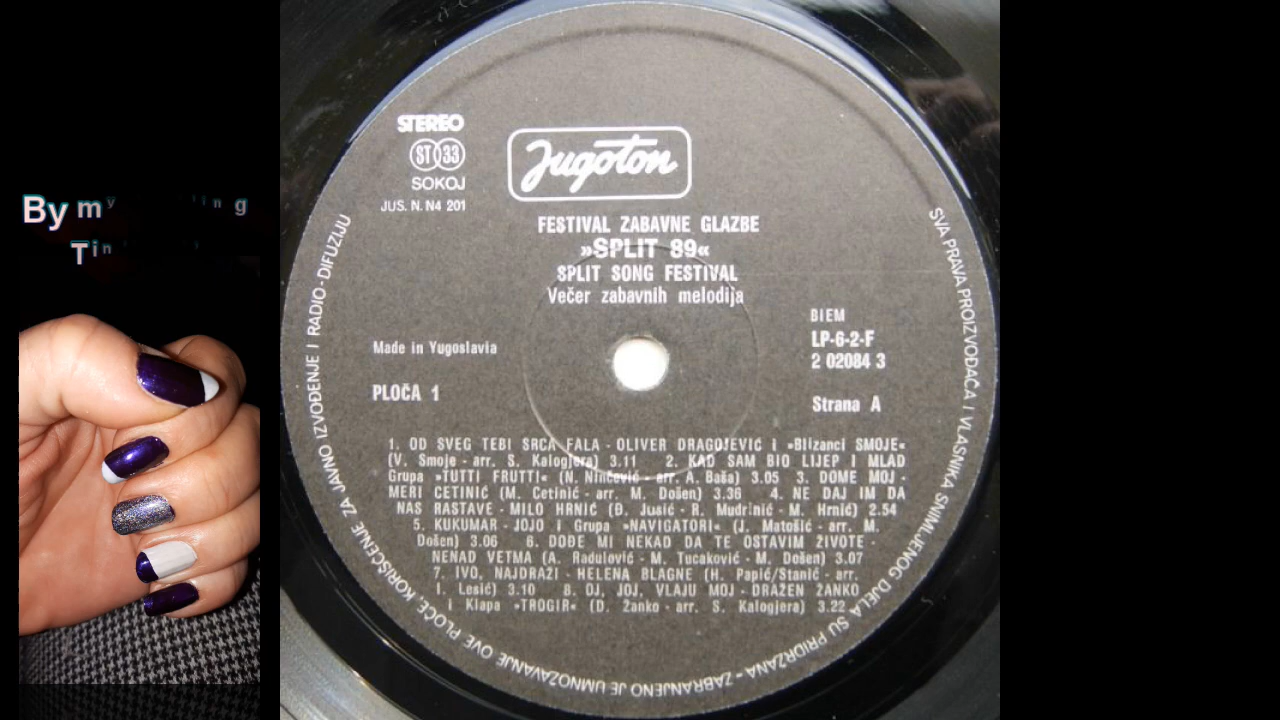 By my
STEREO
ST 33
SOKOJ
JUS. N. N4 201
Jugoton
FESTIVAL ZABAVNE GLAZBE
»SPLIT 89«
SPLIT SONG FESTIVAL
Večer zabavnih melodija
BIEM
LP-6-2-F
2 02084 3
Made in Yugoslavia
PLOČA 1
Strana A
1. OD SVEG TEBI SRCA FALA - OLIVER DRAGOJEVIĆ i »Blizanci SMOJE«
(V. Smoje - arr. S. Kalogjera) 3.11 2. KAD SAM BIO LIJEP I MLAD
Grupa »TUTTI FRUTTI« (N. Ninčević - arr. A. Baša) 3.05 3. DOME MOJ -
MERI CETINIĆ (M. Cetinić - arr. M. Došen) 3.36 4. NE DAJ IM DA
NAS RASTAVE - MILO HRNIĆ (Đ. Jusić - R. Mudrinić - M. Hrnić) 2.54
5. KUKUMAR - JOJO i Grupa »NAVIGATORI« (J. Matošić - arr. M.
Došen) 3.06 6. DOĐE MI NEKAD DA TE OSTAVIM ŽIVOTE -
NENAD VETMA (A. Radulović - M. Tucaković - M. Došen) 3.07
7. IVO, NAJDRAŽI - HELENA BLAGNE (H. Papić/Stanić - arr.
I. Lesić) 3.10 8. OJ, JOJ, VLAJU MOJ - DRAŽEN ŽANKO
i Klapa »TROGIR« (D. Žanko - arr. S. Kalogjera) 3.22
SVA PRAVA PROIZVOĐAČA I VLASNIKA SNIMLJENOG DJELA SU PRIDRŽANA - ZABRANJENO JE UMNOŽAVANJE OVE PLOČE, KORIŠĆENJE ZA JAVNO IZVOĐENJE I RADIO-DIFUZIJU